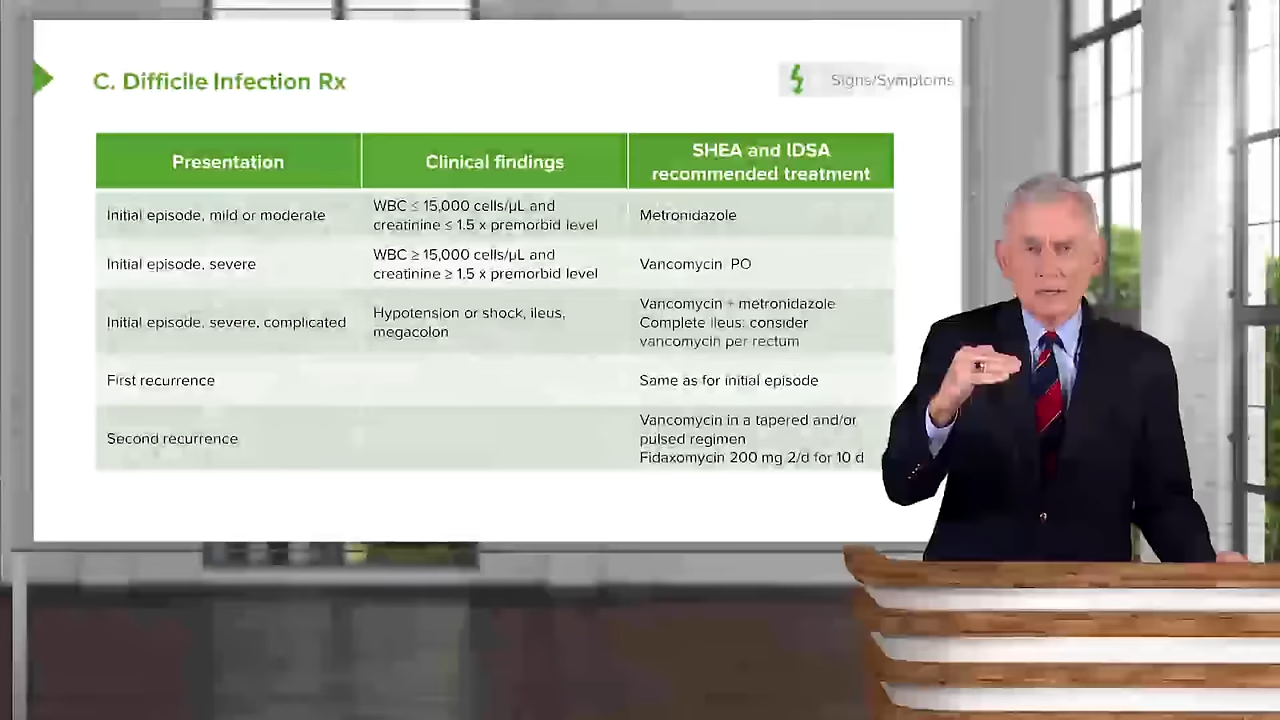 C. Difficile Infection Rx
Signs/Symptoms
Presentation
Clinical findings
SHEA and IDSA
recommended treatment
Initial episode, mild or moderate
WBC ≤ 15,000 cells/µL and
creatinine ≤ 1.5 x premorbid level
Metronidazole
Initial episode, severe
WBC ≥ 15,000 cells/µL and
creatinine ≥ 1.5 x premorbid level
Vancomycin PO
Initial episode, severe, complicated
Hypotension or shock, ileus,
megacolon
Vancomycin + metronidazole
Complete ileus: consider
vancomycin per rectum
First recurrence
Same as for initial episode
Second recurrence
Vancomycin in a tapered and/or
pulsed regimen
Fidaxomycin 200 mg 2/d for 10 d